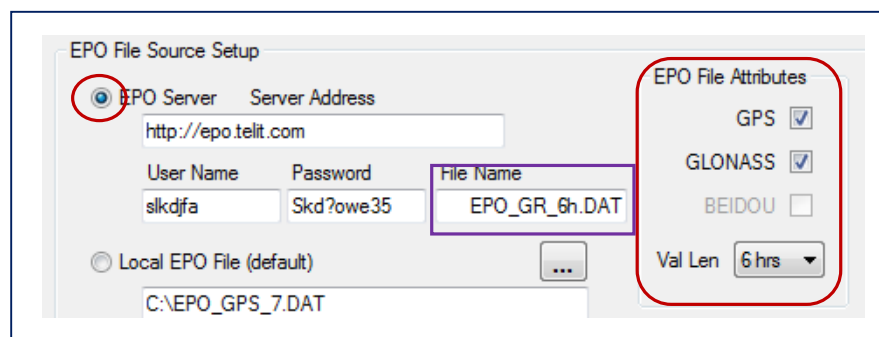 EPO File Source Setup
EPO File Attributes
EPO Server Server Address
GPS
http://epo.telit.com
GLONASS
User Name Password File Name
slkdjfa Skd?owe35 EPO_GR_6h.DAT
BEIDOU
Local EPO File (default) ...
Val Len 6 hrs
C:\EPO_GPS_7.DAT